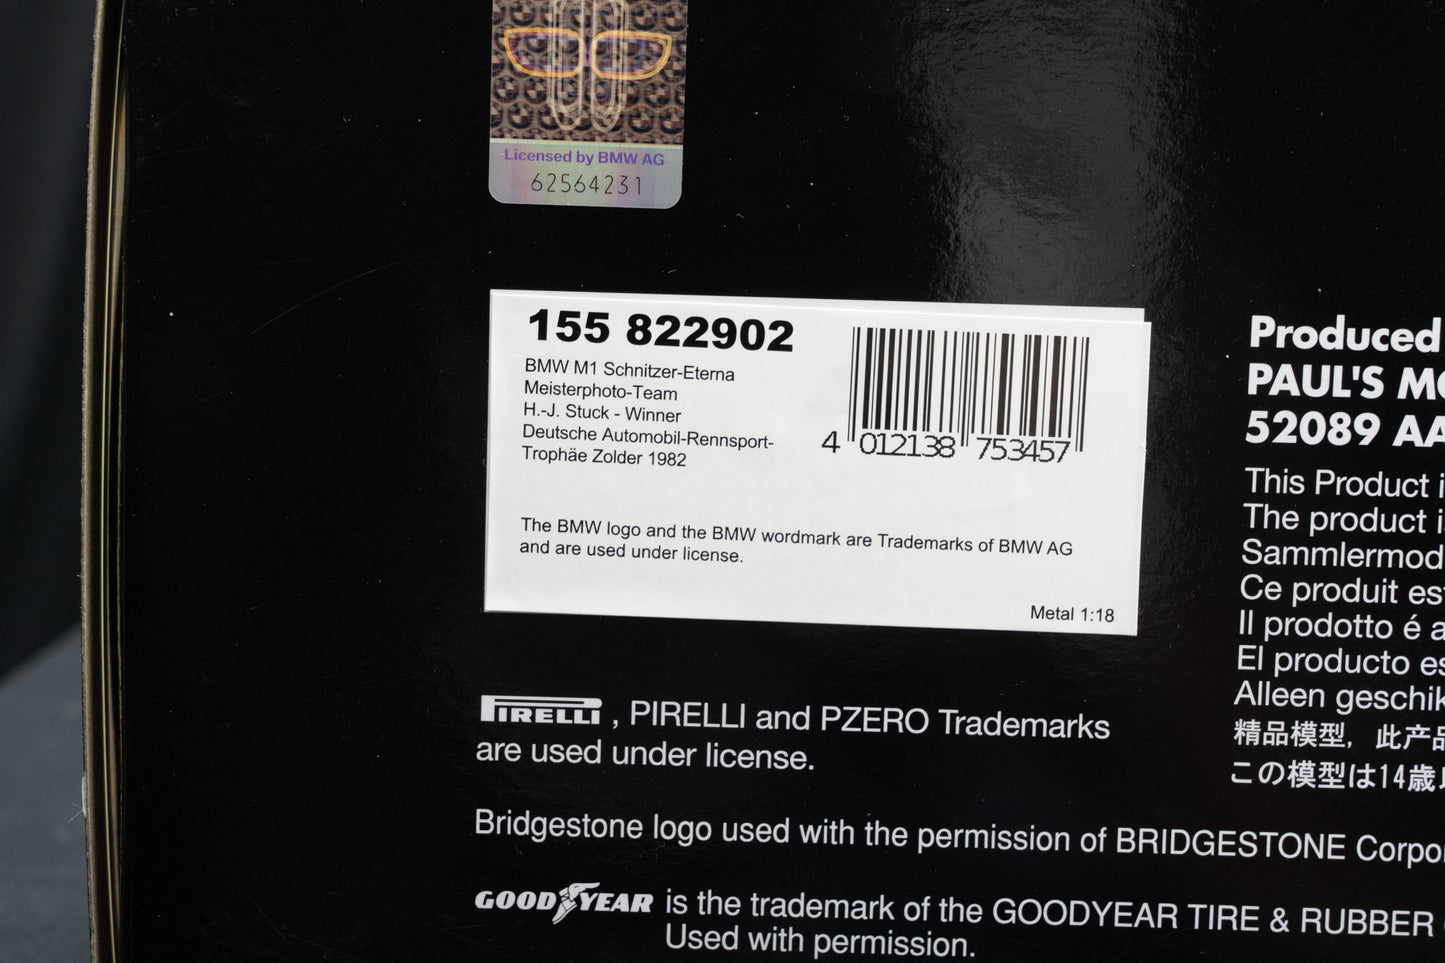 Licensed by BMW AG
62564231
155 822902
BMW M1 Schnitzer-Eterna
Meisterphoto-Team
H.-J. Stuck - Winner
Deutsche Automobil-Rennsport-
Trophäe Zolder 1982
4 012138 753457
The BMW logo and the BMW wordmark are Trademarks of BMW AG
and are used under license.
Metal 1:18
PIRELLI , PIRELLI and PZERO Trademarks
are used under license.
Bridgestone logo used with the permission of BRIDGESTONE Corpo
GOODYEAR is the trademark of the GOODYEAR TIRE & RUBBER
Used with permission.
Produced
PAUL'S M
52089 AA
This Product i
The product i
Sammlermod
Ce produit es
Il prodotto é a
El producto es
Alleen geschik
精品模型，此产品
この模型は14歳